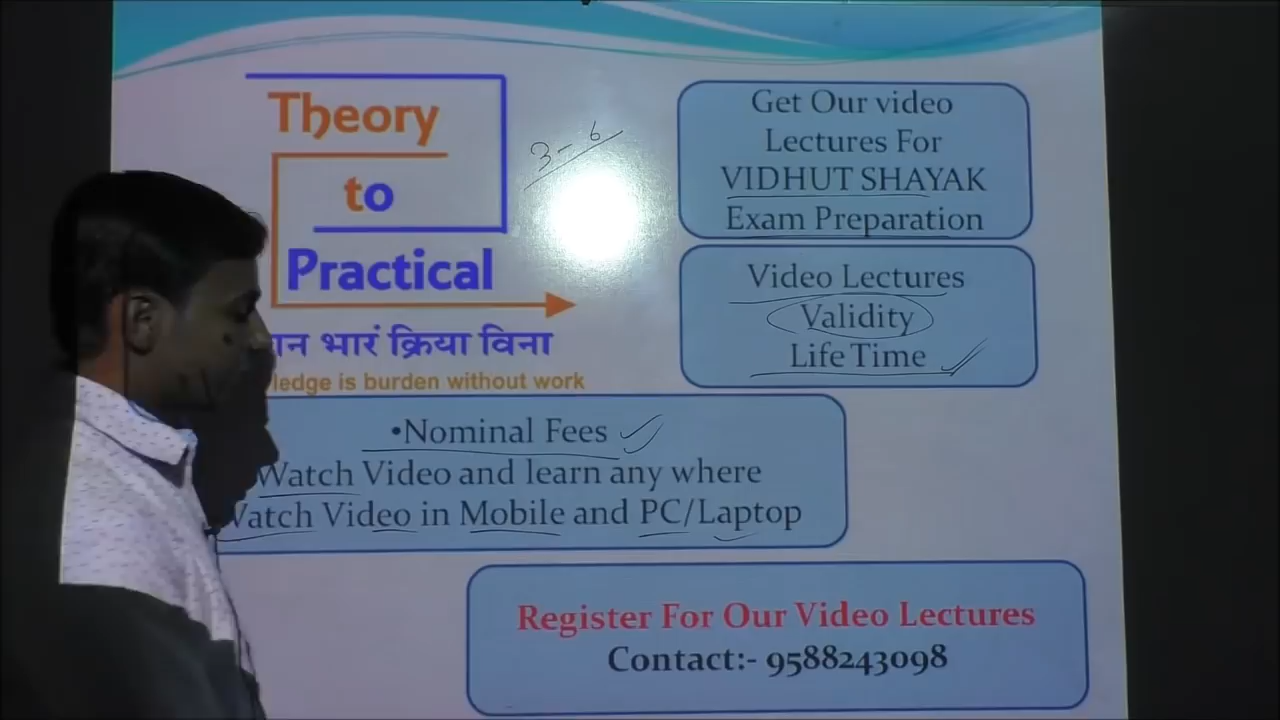 Theory
to
Practical
भारं क्रिया विना
is burden without work
3-6
Get Our video
Lectures For
VIDHUT SHAYAK
Exam Preparation
Video Lectures
Validity
Life Time
•Nominal Fees
Watch Video and learn any where
Watch Video in Mobile and PC/Laptop
Register For Our Video Lectures
Contact:- 9588243098